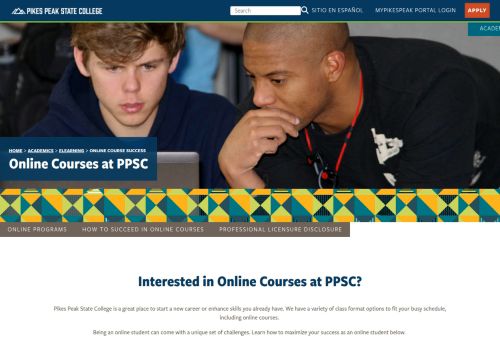 PIKES PEAK STATE COLLEGE
Search
SITIO EN ESPAÑOL
MYPIKESPEAK PORTAL LOGIN
APPLY
ACADE
HOME > ACADEMICS > ELEARNING > ONLINE COURSE SUCCESS
Online Courses at PPSC
ONLINE PROGRAMS
HOW TO SUCCEED IN ONLINE COURSES
PROFESSIONAL LICENSURE DISCLOSURE
Interested in Online Courses at PPSC?
Pikes Peak State College is a great place to start a new career or enhance skills you already have. We have a variety of class format options to fit your busy schedule,
including online courses.
Being an online student can come with a unique set of challenges. Learn how to maximize your success as an online student below.